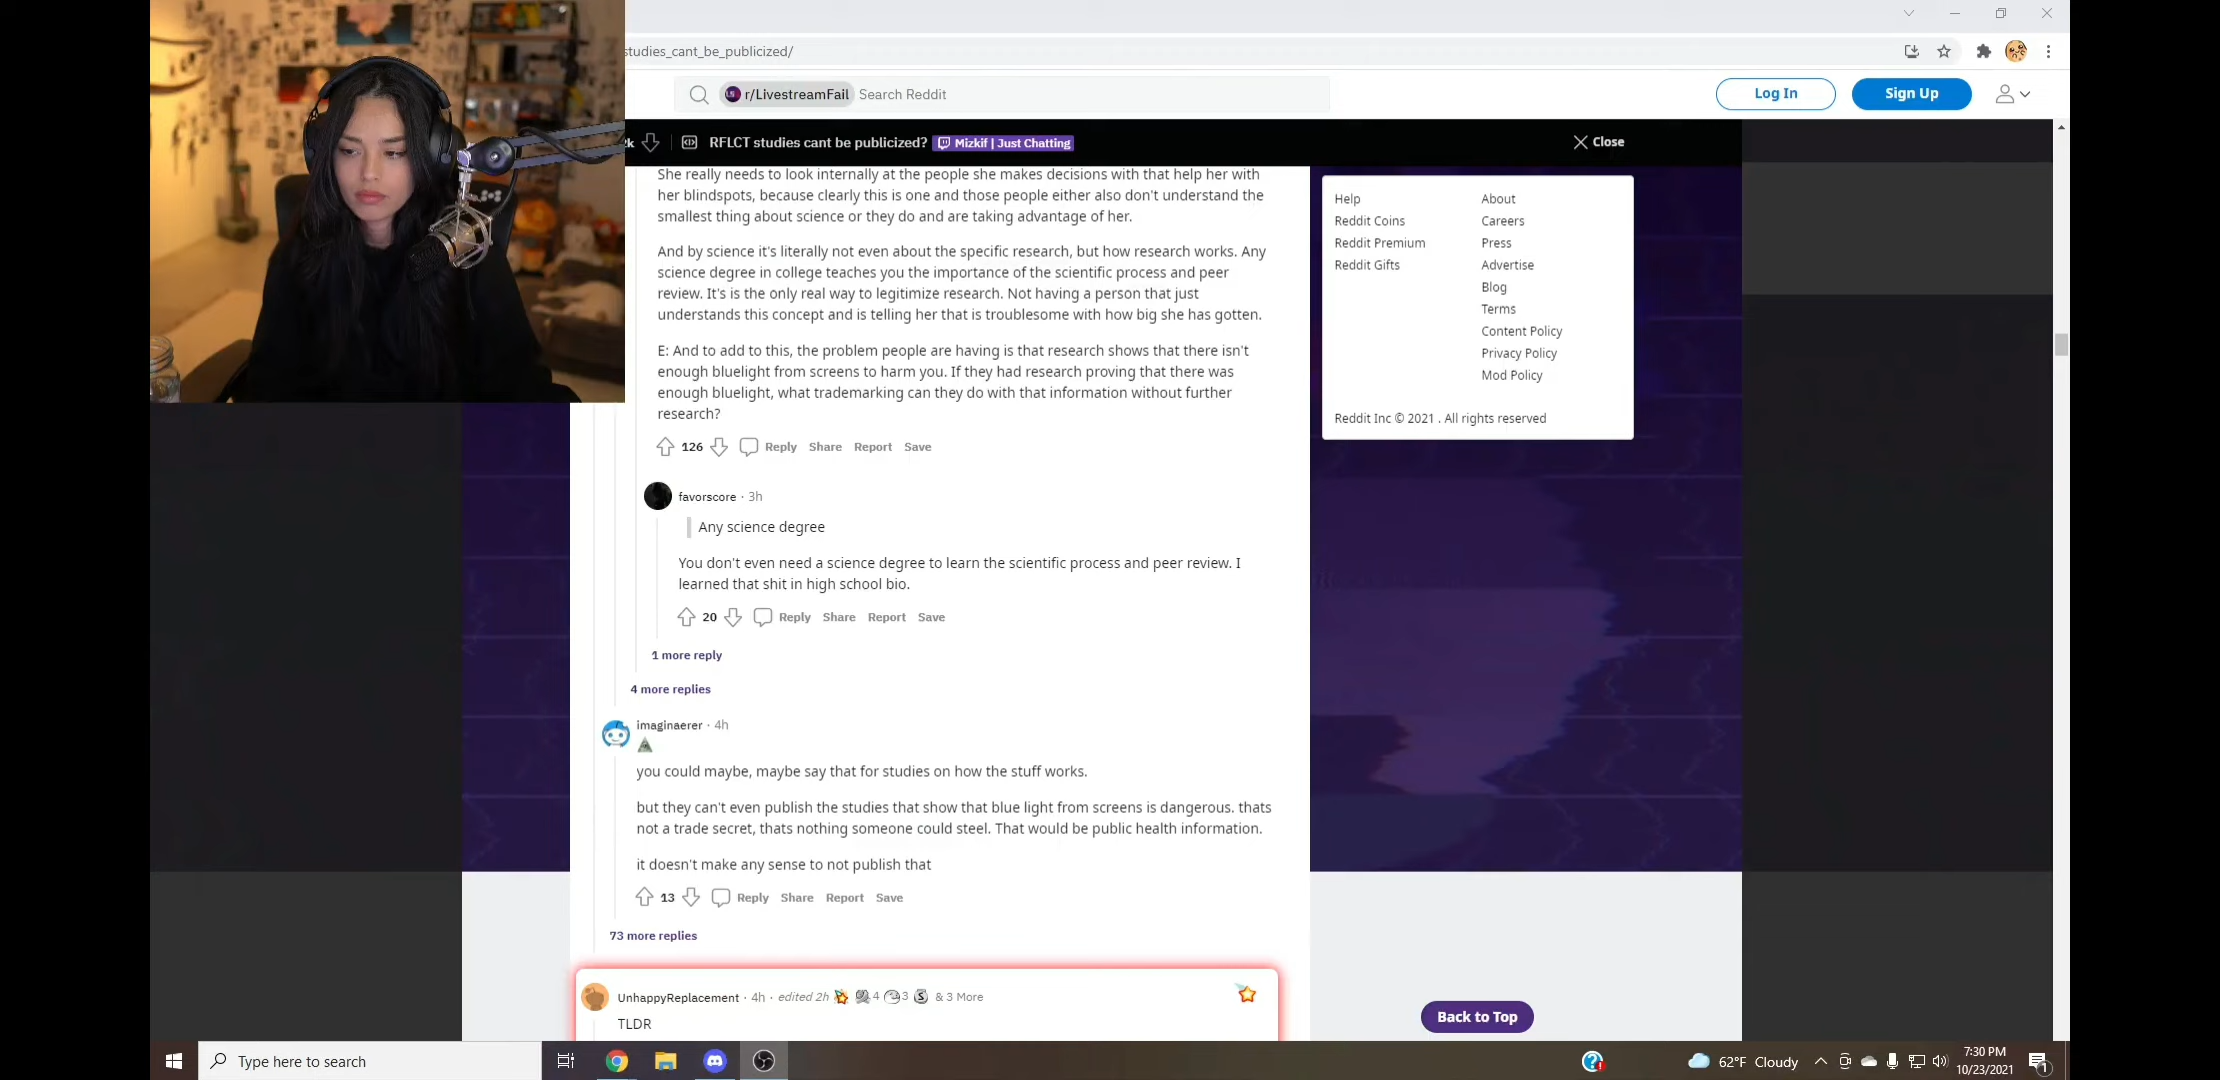 studies_cant_be_publicized/
r/LivestreamFail Search Reddit
Log In
Sign Up
RFLCT studies cant be publicized? Mizkif | Just Chatting
Close
She really needs to look internally at the people she makes decisions with that help her with
her blindspots, because clearly this is one and those people either also don't understand the
smallest thing about science or they do and are taking advantage of her.
And by science it's literally not even about the specific research, but how research works. Any
science degree in college teaches you the importance of the scientific process and peer
review. It's is the only real way to legitimize research. Not having a person that just
understands this concept and is telling her that is troublesome with how big she has gotten.
E: And to add to this, the problem people are having is that research shows that there isn't
enough bluelight from screens to harm you. If they had research proving that there was
enough bluelight, what trademarking can they do with that information without further
research?
126 Reply Share Report Save
favorscore · 3h
Any science degree
You don't even need a science degree to learn the scientific process and peer review. I
learned that shit in high school bio.
20 Reply Share Report Save
1 more reply
4 more replies
imaginaerer · 4h
you could maybe, maybe say that for studies on how the stuff works.
but they can't even publish the studies that show that blue light from screens is dangerous. thats
not a trade secret, thats nothing someone could steel. That would be public health information.
it doesn't make any sense to not publish that
13 Reply Share Report Save
73 more replies
UnhappyReplacement · 4h · edited 2h 4 3 & 3 More
TLDR
Help
Reddit Coins
Reddit Premium
Reddit Gifts
About
Careers
Press
Advertise
Blog
Terms
Content Policy
Privacy Policy
Mod Policy
Reddit Inc © 2021 . All rights reserved
Back to Top
Type here to search
62°F Cloudy
7:30 PM
10/23/2021
1